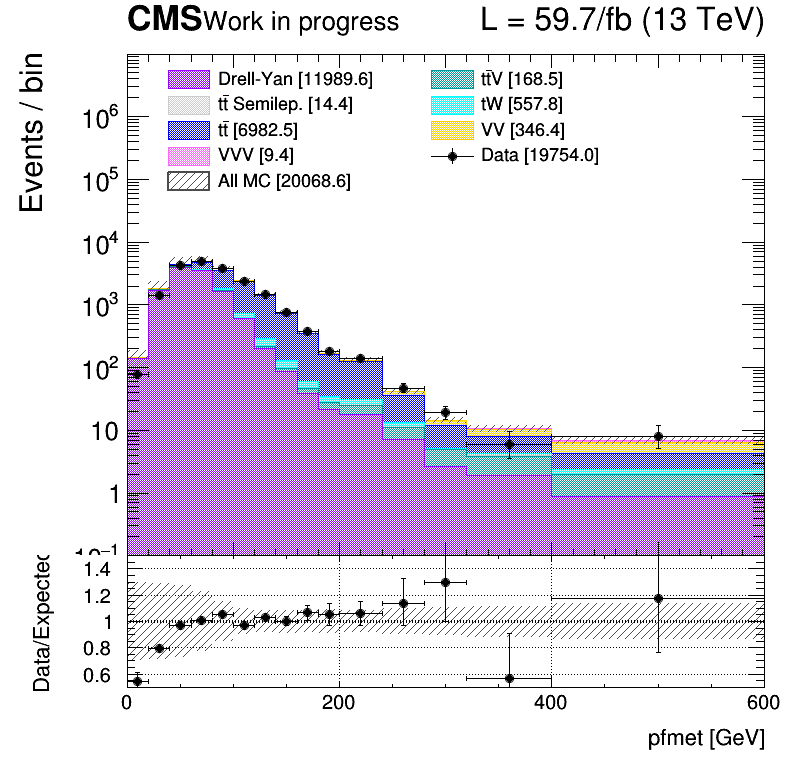 CMS Work in progress L = 59.7/fb (13 TeV)
Events / bin
Drell-Yan [11989.6] tt̄V [168.5]
tt̄ Semilep. [14.4] tW [557.8]
tt̄ [6982.5] VV [346.4]
VVV [9.4] Data [19754.0]
All MC [20068.6]
10⁶
10⁵
10⁴
10³
10²
10
1
10⁻¹
Data/Expected
1.4
1.2
1
0.8
0.6
0 200 400 600
pfmet [GeV]